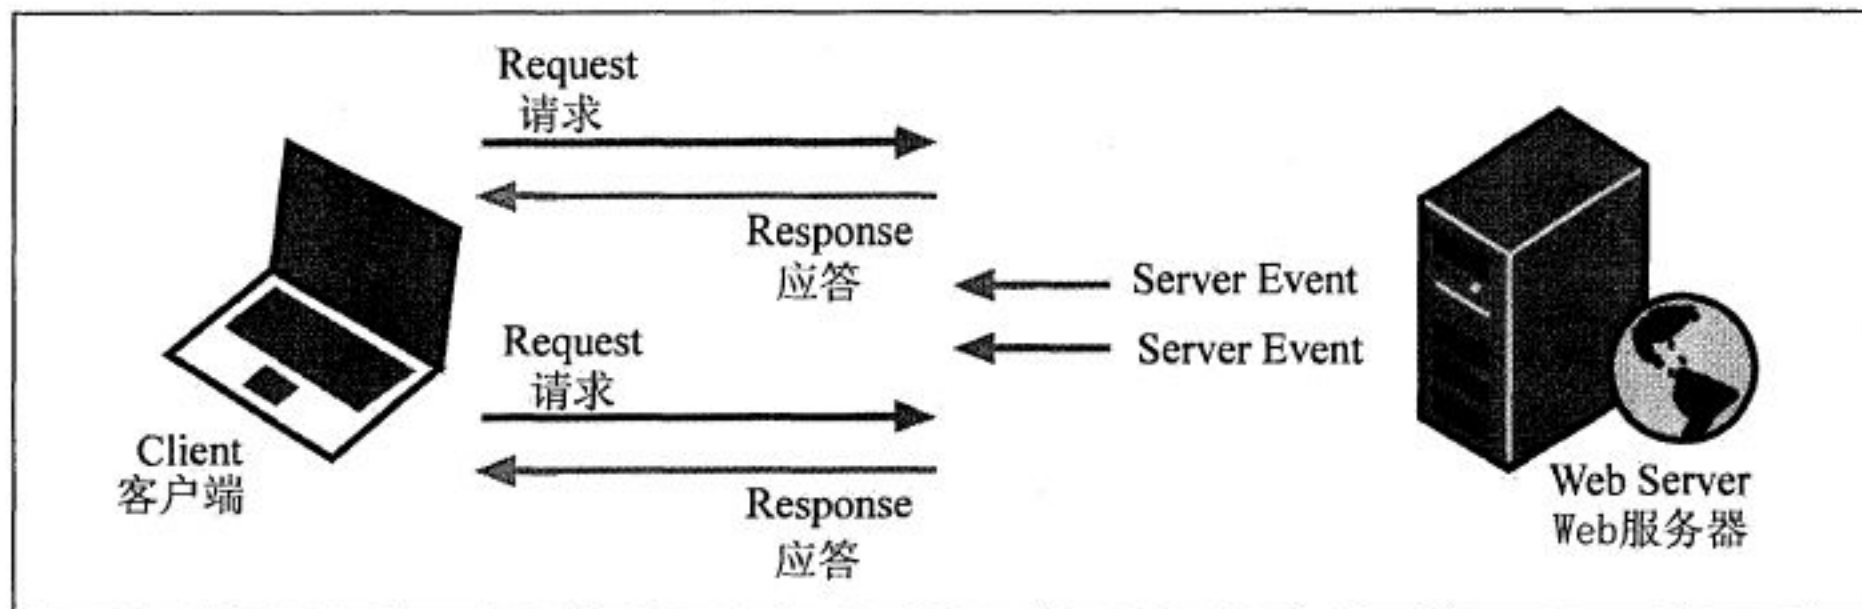 Request
请求
Response
应答
Server Event
Server Event
Request
请求
Response
应答
Client
客户端
Web Server
Web服务器